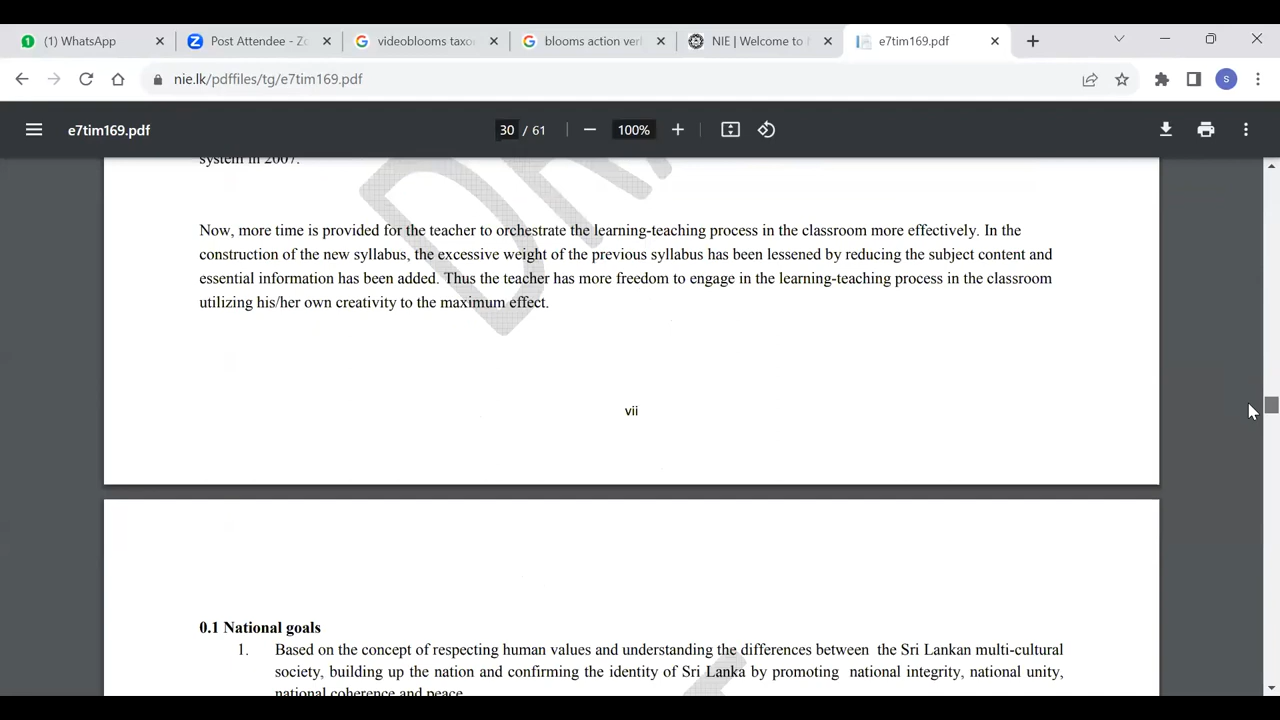 (1) WhatsApp
Post Attendee - Zo
videoblooms taxon
blooms action verb
NIE | Welcome to
e7tim169.pdf
nie.lk/pdffiles/tg/e7tim169.pdf
S
e7tim169.pdf
30 / 61
100%
system in 2007.
Now, more time is provided for the teacher to orchestrate the learning-teaching process in the classroom more effectively. In the
construction of the new syllabus, the excessive weight of the previous syllabus has been lessened by reducing the subject content and
essential information has been added. Thus the teacher has more freedom to engage in the learning-teaching process in the classroom
utilizing his/her own creativity to the maximum effect.
vii
0.1 National goals
1. Based on the concept of respecting human values and understanding the differences between the Sri Lankan multi-cultural
society, building up the nation and confirming the identity of Sri Lanka by promoting national integrity, national unity,
national coherence and peace